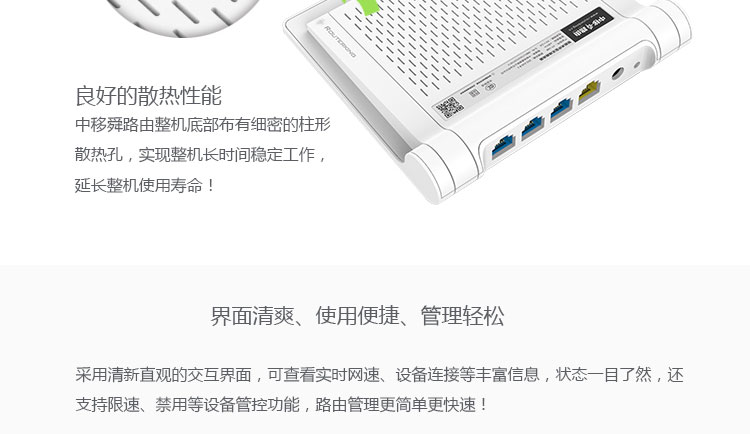 ROUTERKING
良好的散热性能
中移舜路由整机底部布有细密的柱形
散热孔，实现整机长时间稳定工作，
延长整机使用寿命！
界面清爽、使用便捷、管理轻松
采用清新直观的交互界面，可查看实时网速、设备连接等丰富信息，状态一目了然，还
支持限速、禁用等设备管控功能，路由管理更简单更快速！